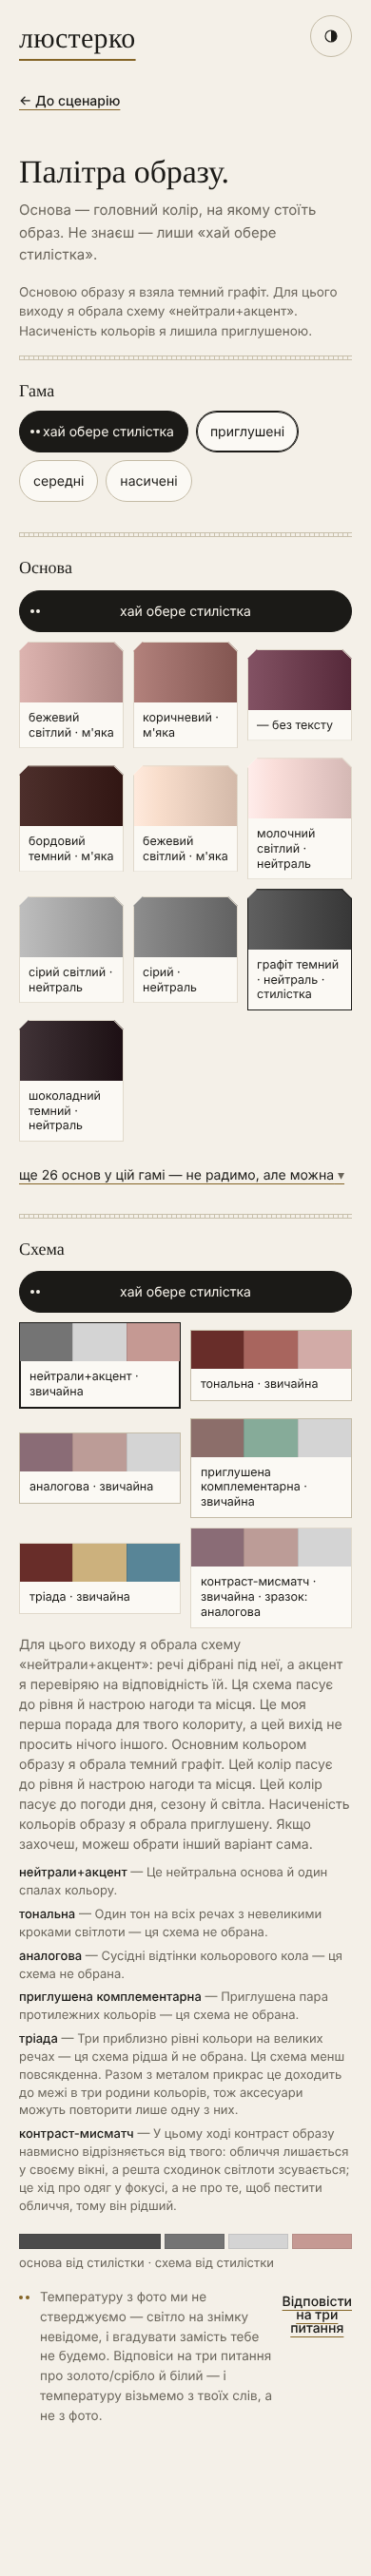 люстерко
← До сценарію
Палітра образу.
Основа — головний колір, на якому стоїть
образ. Не знаєш — лиши «хай обере
стилістка».
Основою образу я взяла темний графіт. Для цього
виходу я обрала схему «нейтрали+акцент».
Насиченість кольорів я лишила приглушеною.
Гама
хай обере стилістка
приглушені
середні
насичені
Основа
хай обере стилістка
бежевий
світлий · м'яка
коричневий ·
м'яка
— без тексту
бордовий
темний · м'яка
бежевий
світлий · м'яка
молочний
світлий ·
нейтраль
сірий світлий ·
нейтраль
сірий ·
нейтраль
графіт темний
· нейтраль ·
стилістка
шоколадний
темний ·
нейтраль
ще 26 основ у цій гамі — не радимо, але можна ▾
Схема
хай обере стилістка
нейтрали+акцент ·
звичайна
тональна · звичайна
аналогова · звичайна
приглушена
комплементарна ·
звичайна
тріада · звичайна
контраст-мисматч ·
звичайна · зразок:
аналогова
Для цього виходу я обрала схему
«нейтрали+акцент»: речі дібрані під неї, а акцент
я перевіряю на відповідність їй. Ця схема пасує
до рівня й настрою нагоди та місця. Це моя
перша порада для твого колориту, а цей вихід не
просить нічого іншого. Основним кольором
образу я обрала темний графіт. Цей колір пасує
до рівня й настрою нагоди та місця. Цей колір
пасує до погоди дня, сезону й світла. Насиченість
кольорів образу я обрала приглушену. Якщо
захочеш, можеш обрати інший варіант сама.
нейтрали+акцент — Це нейтральна основа й один
спалах кольору.
тональна — Один тон на всіх речах з невеликими
кроками світлоти — ця схема не обрана.
аналогова — Сусідні відтінки кольорового кола — ця
схема не обрана.
приглушена комплементарна — Приглушена пара
протилежних кольорів — ця схема не обрана.
тріада — Три приблизно рівні кольори на великих
речах — ця схема рідша й не обрана. Ця схема менш
повсякденна. Разом з металом прикрас це доходить
до межі в три родини кольорів, тож аксесуари
можуть повторити лише одну з них.
контраст-мисматч — У цьому ході контраст образу
навмисно відрізняється від твого: обличчя лишається
у своєму вікні, а решта сходинок світлоти зсувається;
це хід про одяг у фокусі, а не про те, щоб пестити
обличчя, тому він рідший.
основа від стилістки · схема від стилістки
Температуру з фото ми не
стверджуємо — світло на знімку
невідоме, і вгадувати замість тебе
не будемо. Відповіси на три питання
про золото/срібло й білий — і
температуру візьмемо з твоїх слів, а
не з фото.
Відповісти
на три
питання